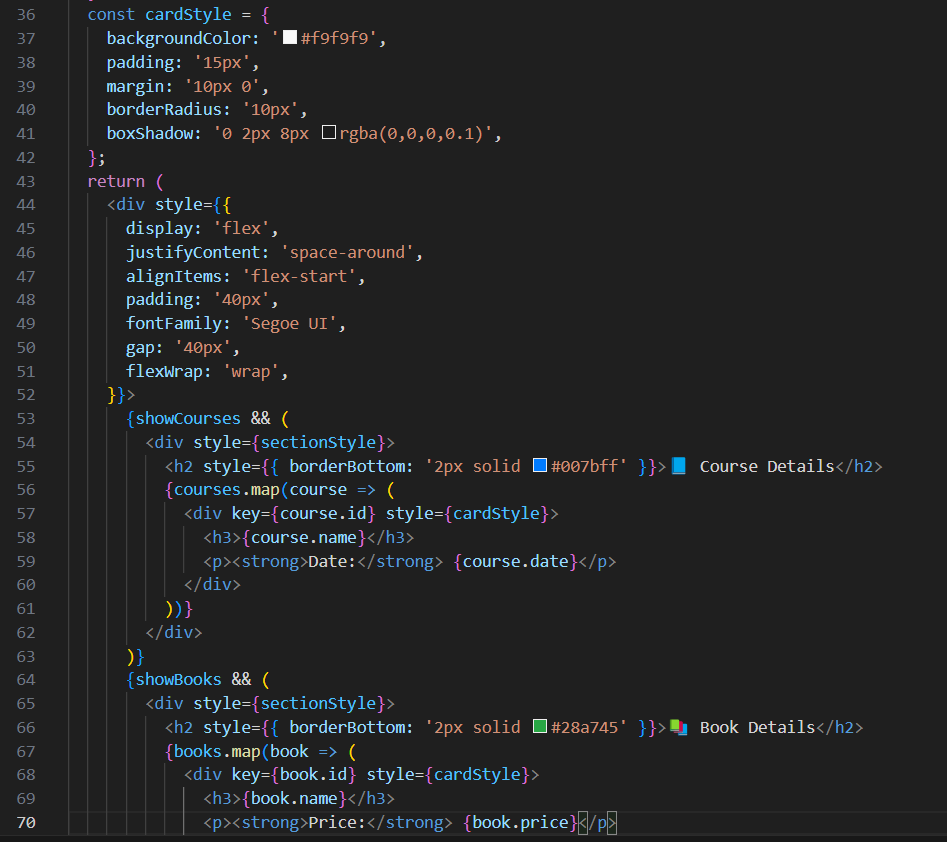 36 const cardStyle = {
37 backgroundColor: '#f9f9f9',
38 padding: '15px',
39 margin: '10px 0',
40 borderRadius: '10px',
41 boxShadow: '0 2px 8px rgba(0,0,0,0.1)',
42 };
43 return (
44 <div style={{
45 display: 'flex',
46 justifyContent: 'space-around',
47 alignItems: 'flex-start',
48 padding: '40px',
49 fontFamily: 'Segoe UI',
50 gap: '40px',
51 flexWrap: 'wrap',
52 }}>
53 {showCourses && (
54 <div style={sectionStyle}>
55 <h2 style={{ borderBottom: '2px solid #007bff' }}>📘 Course Details</h2>
56 {courses.map(course => (
57 <div key={course.id} style={cardStyle}>
58 <h3>{course.name}</h3>
59 <p><strong>Date:</strong> {course.date}</p>
60 </div>
61 ))}
62 </div>
63 )}
64 {showBooks && (
65 <div style={sectionStyle}>
66 <h2 style={{ borderBottom: '2px solid #28a745' }}>📚 Book Details</h2>
67 {books.map(book => (
68 <div key={book.id} style={cardStyle}>
69 <h3>{book.name}</h3>
70 <p><strong>Price:</strong> {book.price}</p>